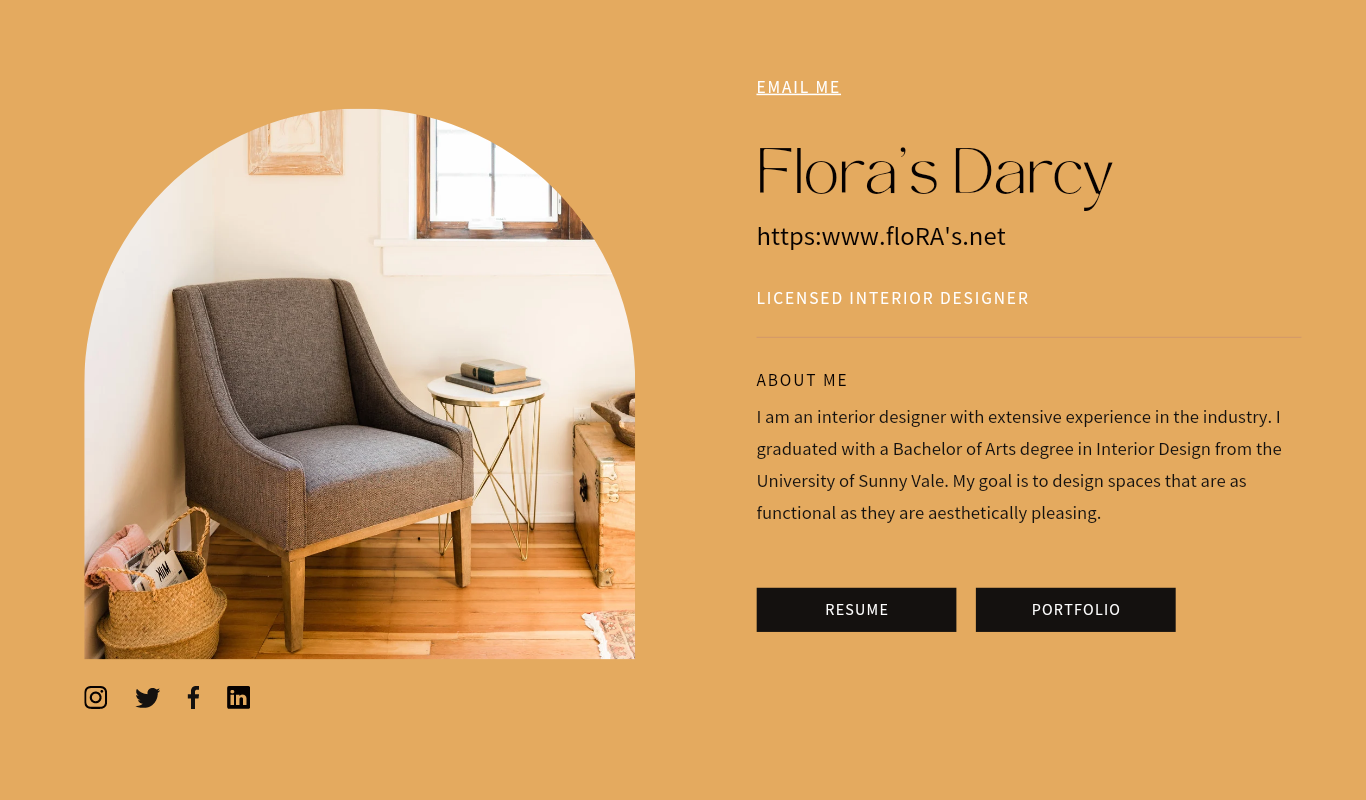 EMAIL ME
Flora's Darcy
https:www.floRA's.net
LICENSED INTERIOR DESIGNER
ABOUT ME
I am an interior designer with extensive experience in the industry. I
graduated with a Bachelor of Arts degree in Interior Design from the
University of Sunny Vale. My goal is to design spaces that are as
functional as they are aesthetically pleasing.
RESUME
PORTFOLIO